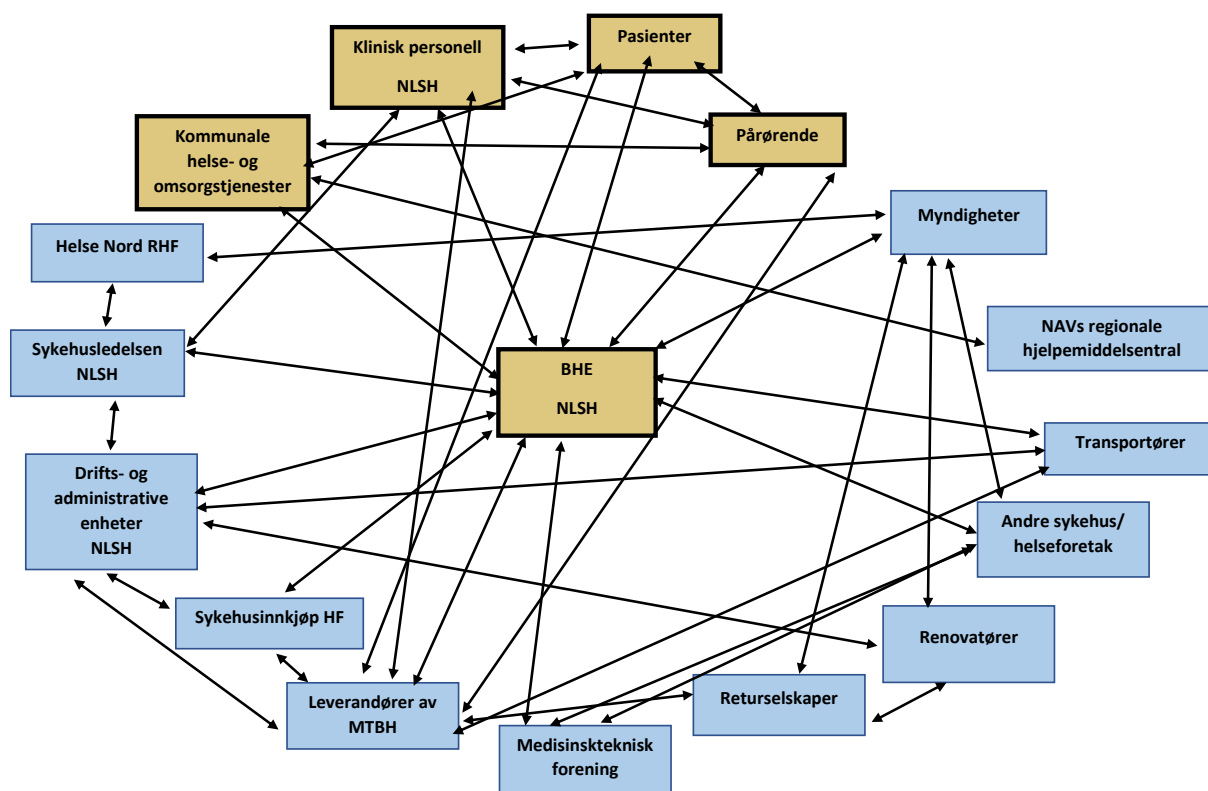 Klinisk personell
NLSH
Pasienter
Kommunale
helse- og
omsorgstjenester
Pårørende
Helse Nord RHF
Myndigheter
Sykehusledelsen
NLSH
BHE
NLSH
NAVs regionale
hjelpemiddelsentral
Drifts- og
administrative
enheter
NLSH
Transportører
Andre sykehus/
helseforetak
Sykehusinnkjøp HF
Renovatører
Leverandører av
MTBH
Returselskaper
Medisinskteknisk
forening